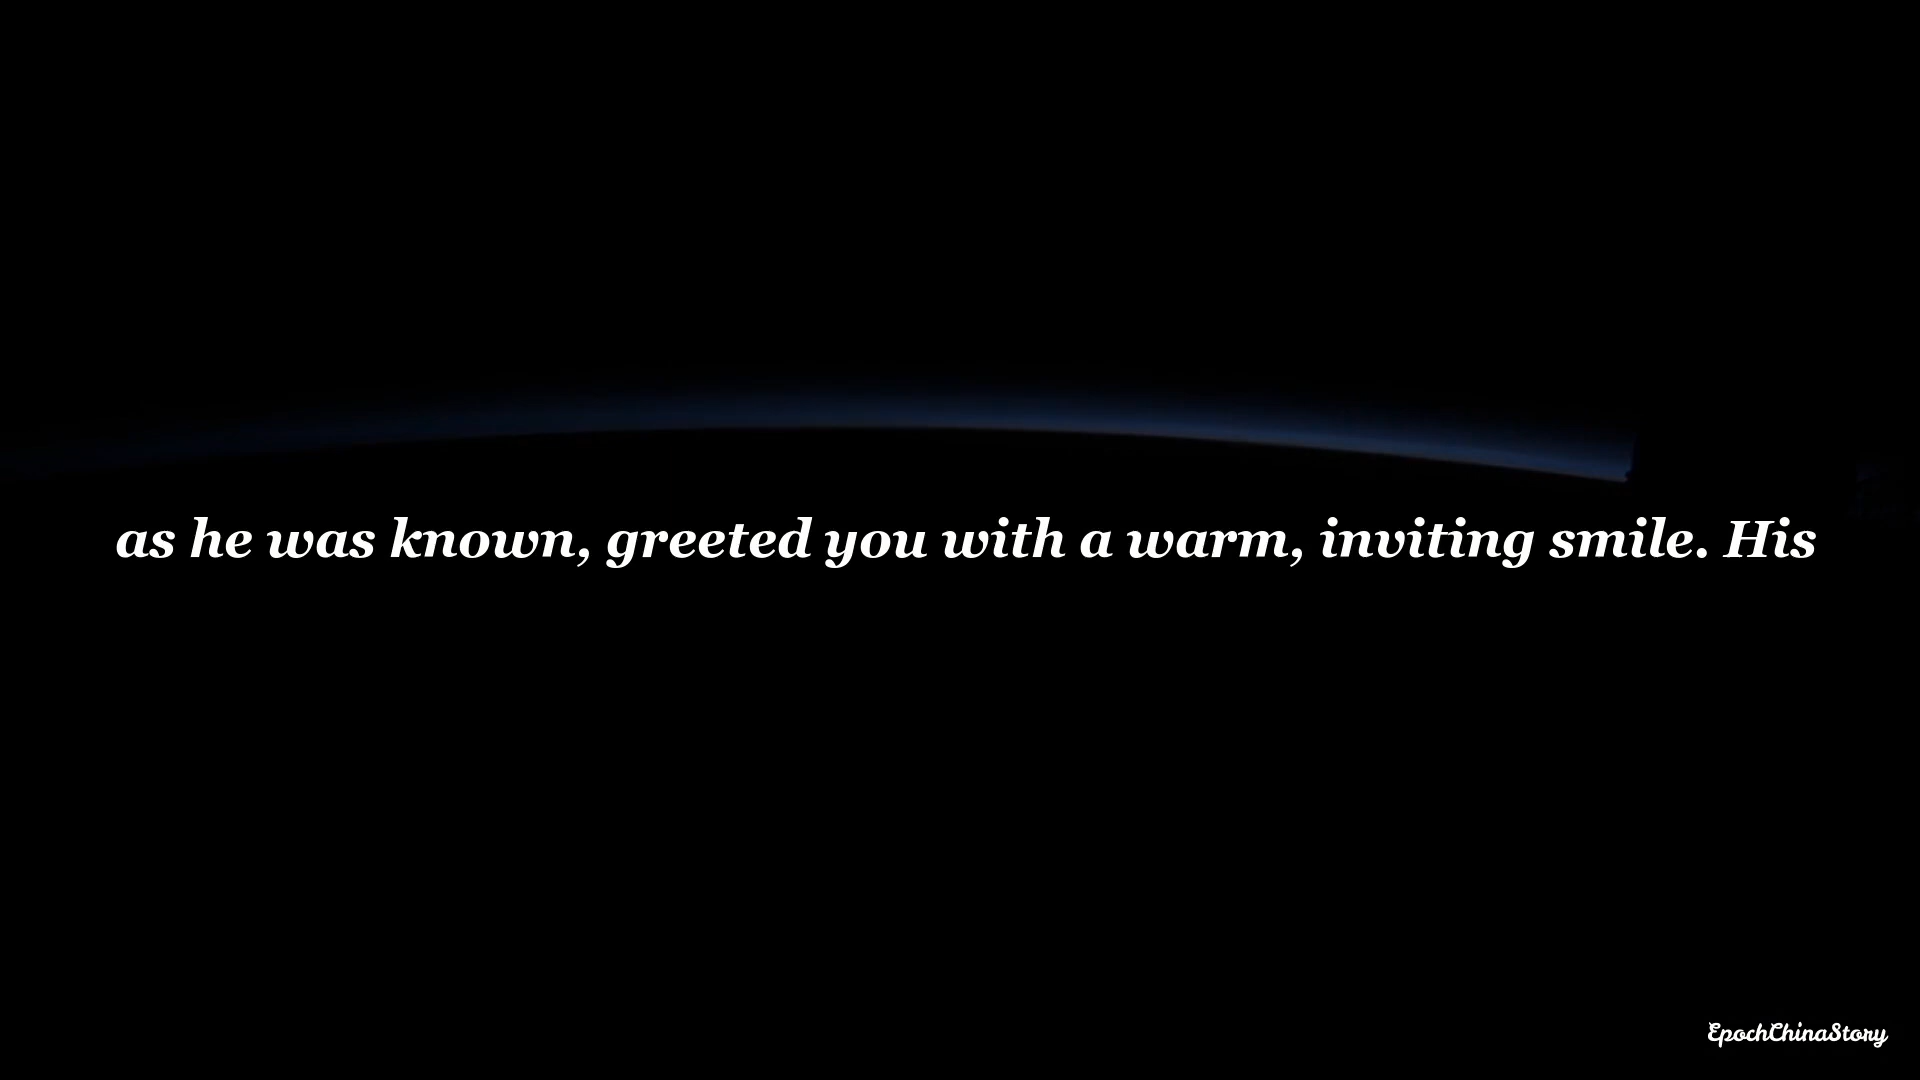 as he was known, greeted you with a warm, inviting smile. His
EpochChinaStory